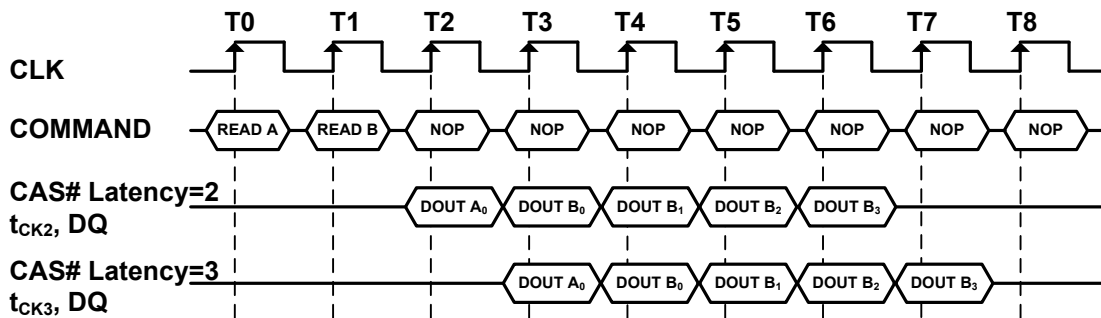 T0 T1 T2 T3 T4 T5 T6 T7 T8
CLK
COMMAND READ A READ B NOP NOP NOP NOP NOP NOP NOP
CAS# Latency=2
tCK2, DQ DOUT A0 DOUT B0 DOUT B1 DOUT B2 DOUT B3
CAS# Latency=3
tCK3, DQ DOUT A0 DOUT B0 DOUT B1 DOUT B2 DOUT B3